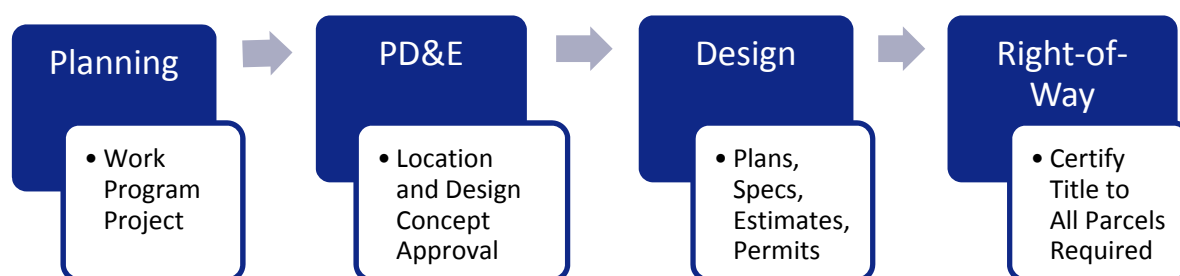 Planning
• Work
Program
Project
PD&E
• Location
and Design
Concept
Approval
Design
• Plans,
Specs,
Estimates,
Permits
Right-of-
Way
• Certify
Title to
All Parcels
Required